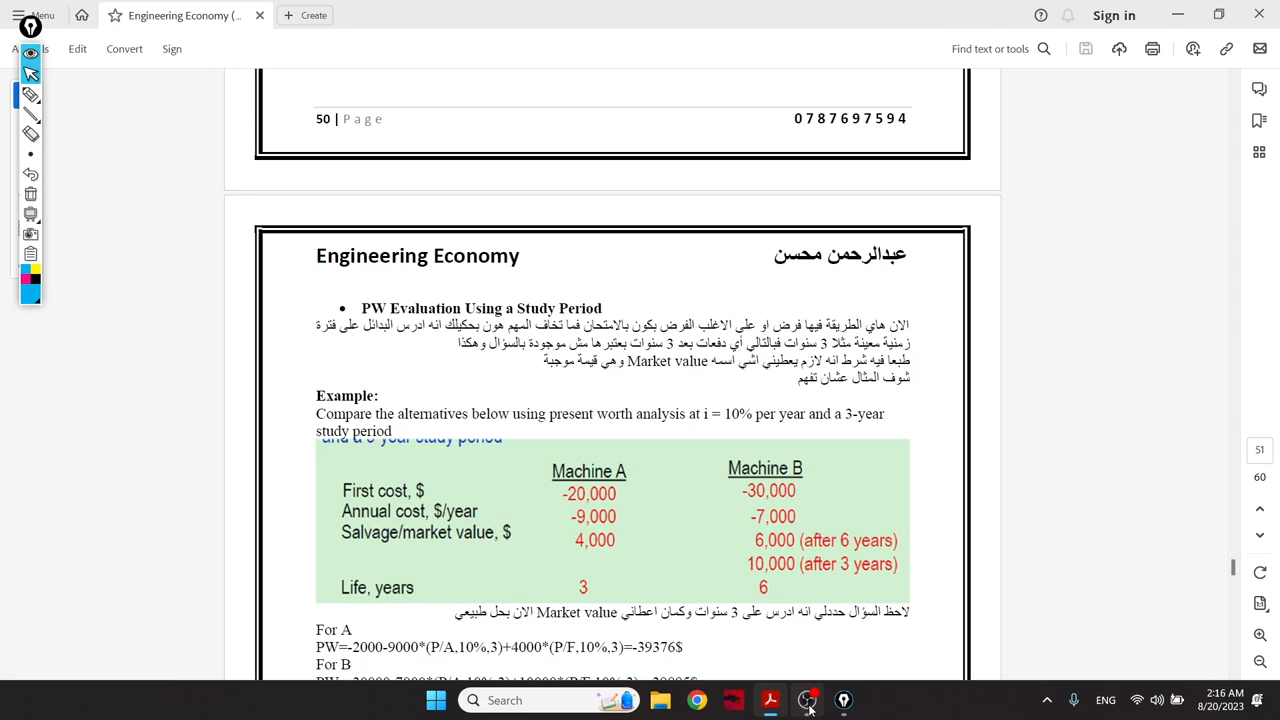 Menu
Engineering Economy (...
Create
Sign in
Edit
Convert
Sign
Find text or tools
50 | Page
0787697594
Engineering Economy
عبدالرحمن محسن
• PW Evaluation Using a Study Period
الان هاي الطريقة فيها فرض او على الاغلب الفرض بكون بالامتحان فما تخاف المهم هون بحكيلك انه ادرس البدائل على فترة
زمنية معينة مثلا 3 سنوات فبالتالي أي دفعات بعد 3 سنوات بعتبرها مش موجودة بالسؤال وهكذا
طبعا فيه شرط انه لازم يعطيني اشي اسمه Market value وهي قيمة موجبة
شوف المثال عشان تفهم
Example:
Compare the alternatives below using present worth analysis at i = 10% per year and a 3-year
study period
and a 3-year study period
Machine A
Machine B
First cost, $
-20,000
-30,000
Annual cost, $/year
-9,000
-7,000
Salvage/market value, $
4,000
6,000 (after 6 years)
10,000 (after 3 years)
Life, years
3
6
لاحظ السؤال حددلي انه ادرس على 3 سنوات وكمان اعطاني Market value الان بحل طبيعي
For A
PW=-2000-9000*(P/A,10%,3)+4000*(P/F,10%,3)=-39376$
For B
51
60
Search
ENG
2:16 AM
8/20/2023